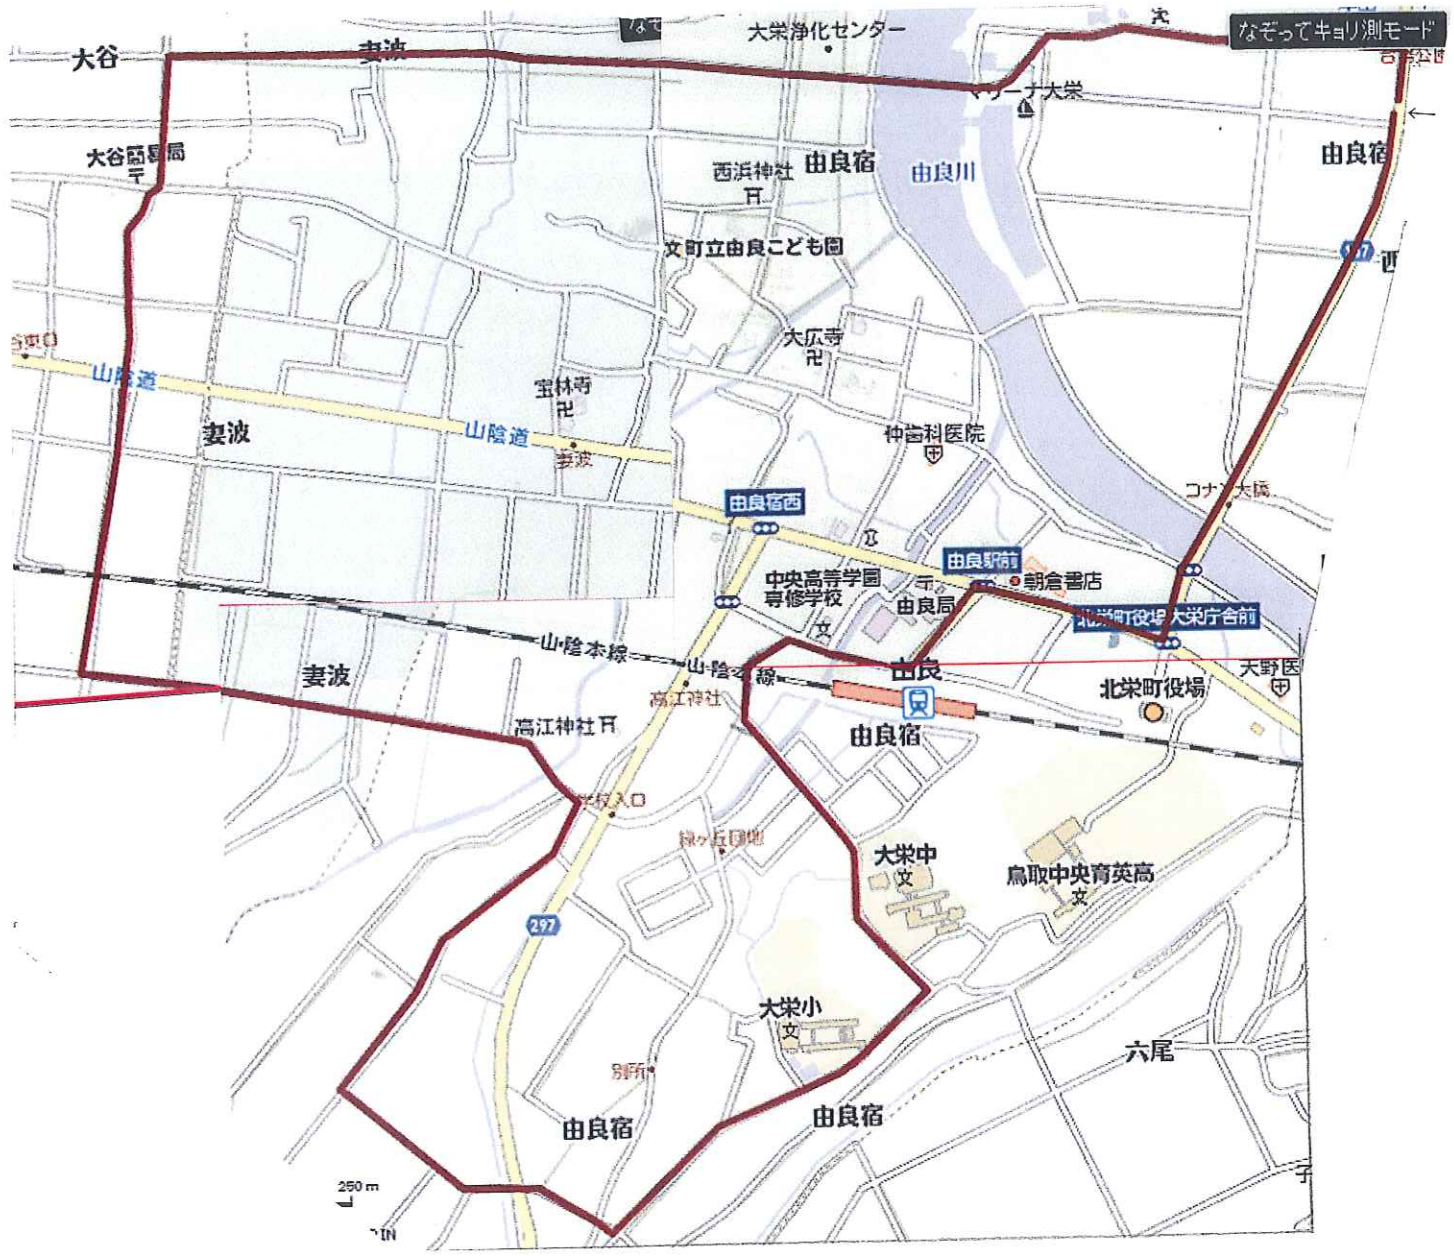 大栄浄化センター
なぞってキョリ測モード
大谷
妻波
マリーナ大栄
大谷簡易局
西浜神社
由良宿
由良川
由良宿
文町立由良こども園
西
大広寺
山陰道
宝林寺
妻波
山陰道
妻波
仲歯科医院
コナン大橋
由良宿西
由良駅前
朝倉書店
中央高等学園
専修学校
由良局
北栄町役場大栄庁舎前
山陰本線
山陰本線
由良
大野医
妻波
高江神社
北栄町役場
高江神社
由良宿
学校入口
緑ヶ丘団地
大栄中
文
鳥取中央育英高
文
297
大栄小
文
六尾
別所
由良宿
由良宿
250m